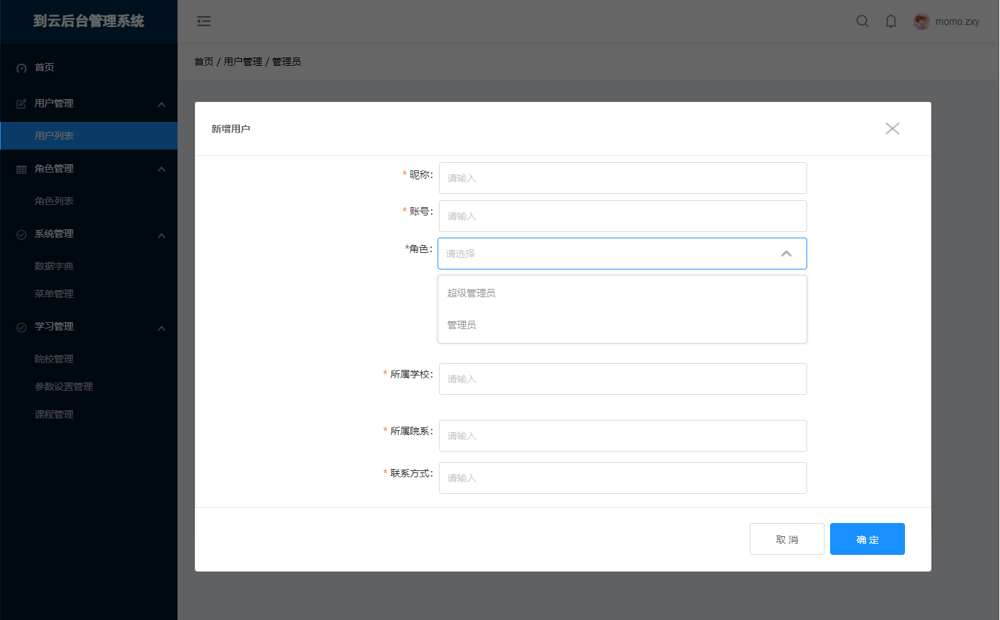 到云后台管理系统
momo.zxy
首页 / 用户管理 / 管理员
首页
用户管理
用户列表
角色管理
角色列表
系统管理
数据字典
菜单管理
学习管理
院校管理
参数设置管理
课程管理
新增用户
* 昵称： 请输入
* 账号： 请输入
*角色： 请选择
超级管理员
管理员
* 所属学校： 请输入
* 所属院系： 请输入
* 联系方式： 请输入
取 消
确 定